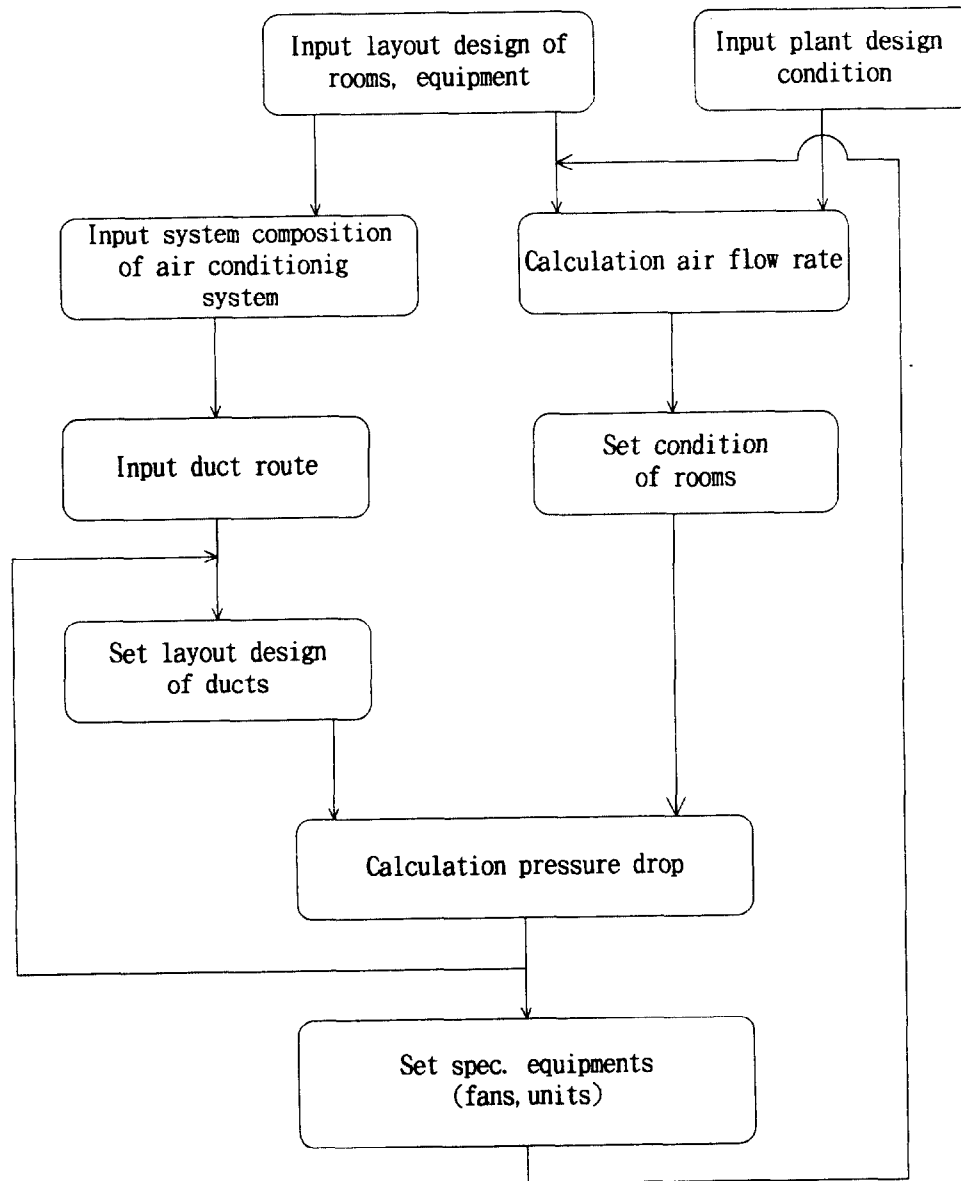 Input layout design of
rooms, equipment
Input plant design
condition
Input system composition
of air conditionig
system
Calculation air flow rate
Input duct route
Set condition
of rooms
Set layout design
of ducts
Calculation pressure drop
Set spec. equipments
(fans, units)